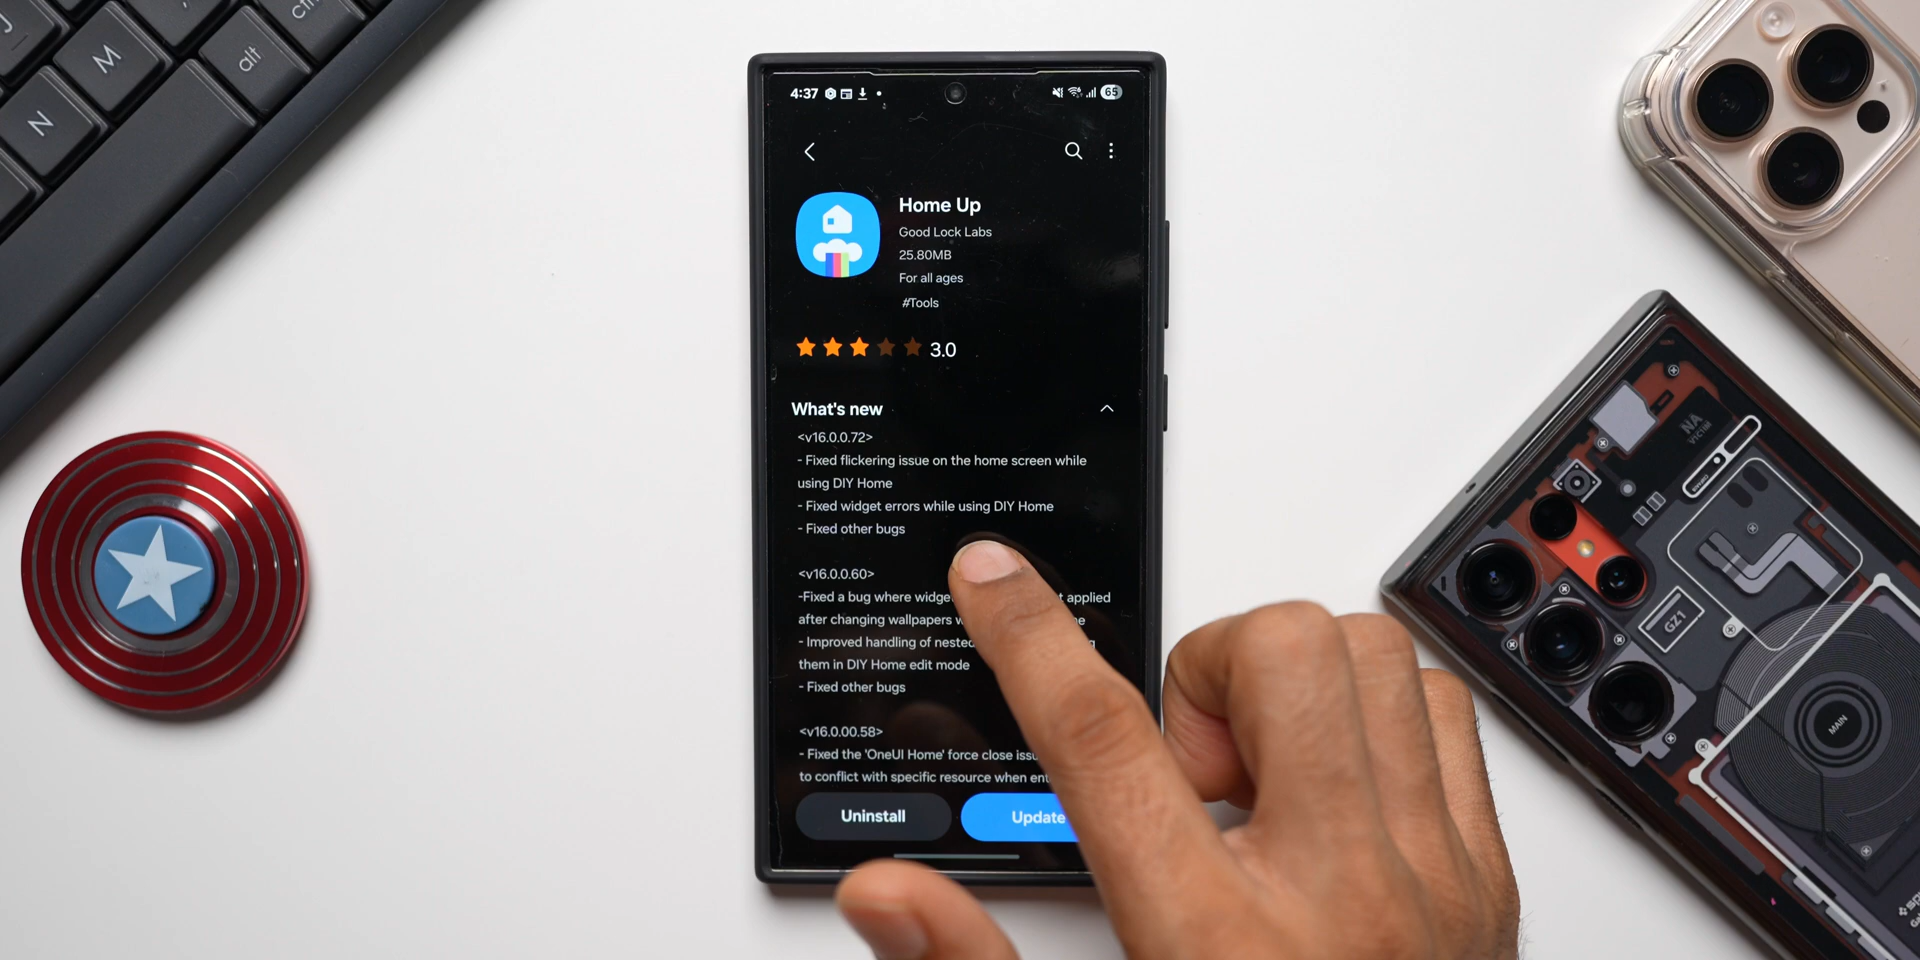 J
M
N
alt
ctrl
4:37
65
Home Up
Good Lock Labs
25.80MB
For all ages
#Tools
3.0
What's new
<v16.0.0.72>
- Fixed flickering issue on the home screen while
using DIY Home
- Fixed widget errors while using DIY Home
- Fixed other bugs
<v16.0.0.60>
-Fixed a bug where widge t applied
after changing wallpapers
- Improved handling of nested
them in DIY Home edit mode
- Fixed other bugs
<v16.0.00.58>
- Fixed the 'OneUI Home' force close
to conflict with specific resource when
Uninstall
Update
NA
GZ1
MAIN